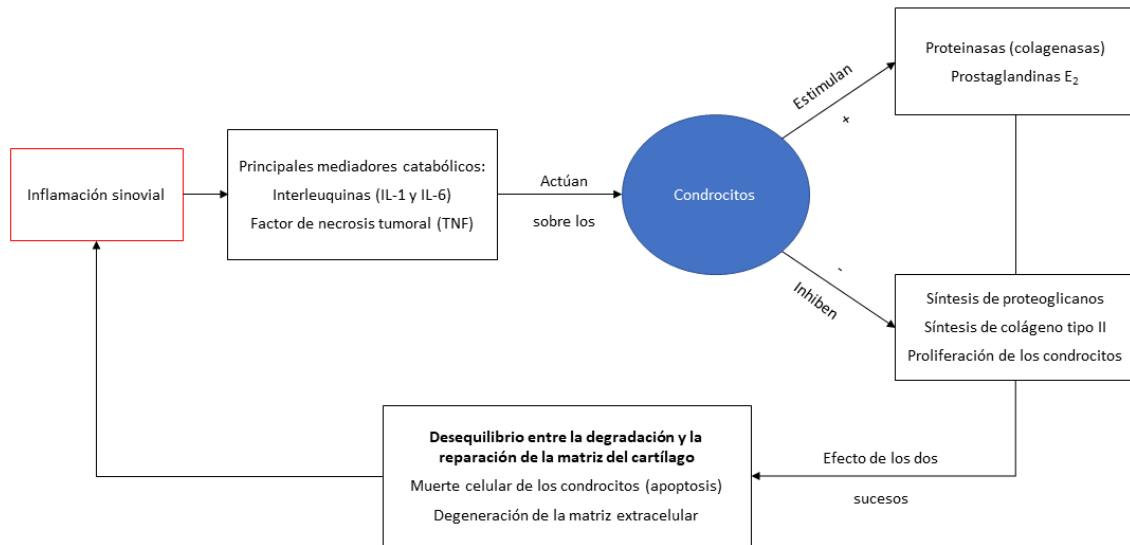 Inflamación sinovial
Principales mediadores catabólicos:
Interleuquinas (IL-1 y IL-6)
Factor de necrosis tumoral (TNF)
Actúan
sobre los
Condrocitos
Estimulan
+
Proteinasas (colagenasas)
Prostaglandinas E₂
-
Inhiben
Síntesis de proteoglicanos
Síntesis de colágeno tipo II
Proliferación de los condrocitos
Efecto de los dos
sucesos
Desequilibrio entre la degradación y la
reparación de la matriz del cartílago
Muerte celular de los condrocitos (apoptosis)
Degeneración de la matriz extracelular